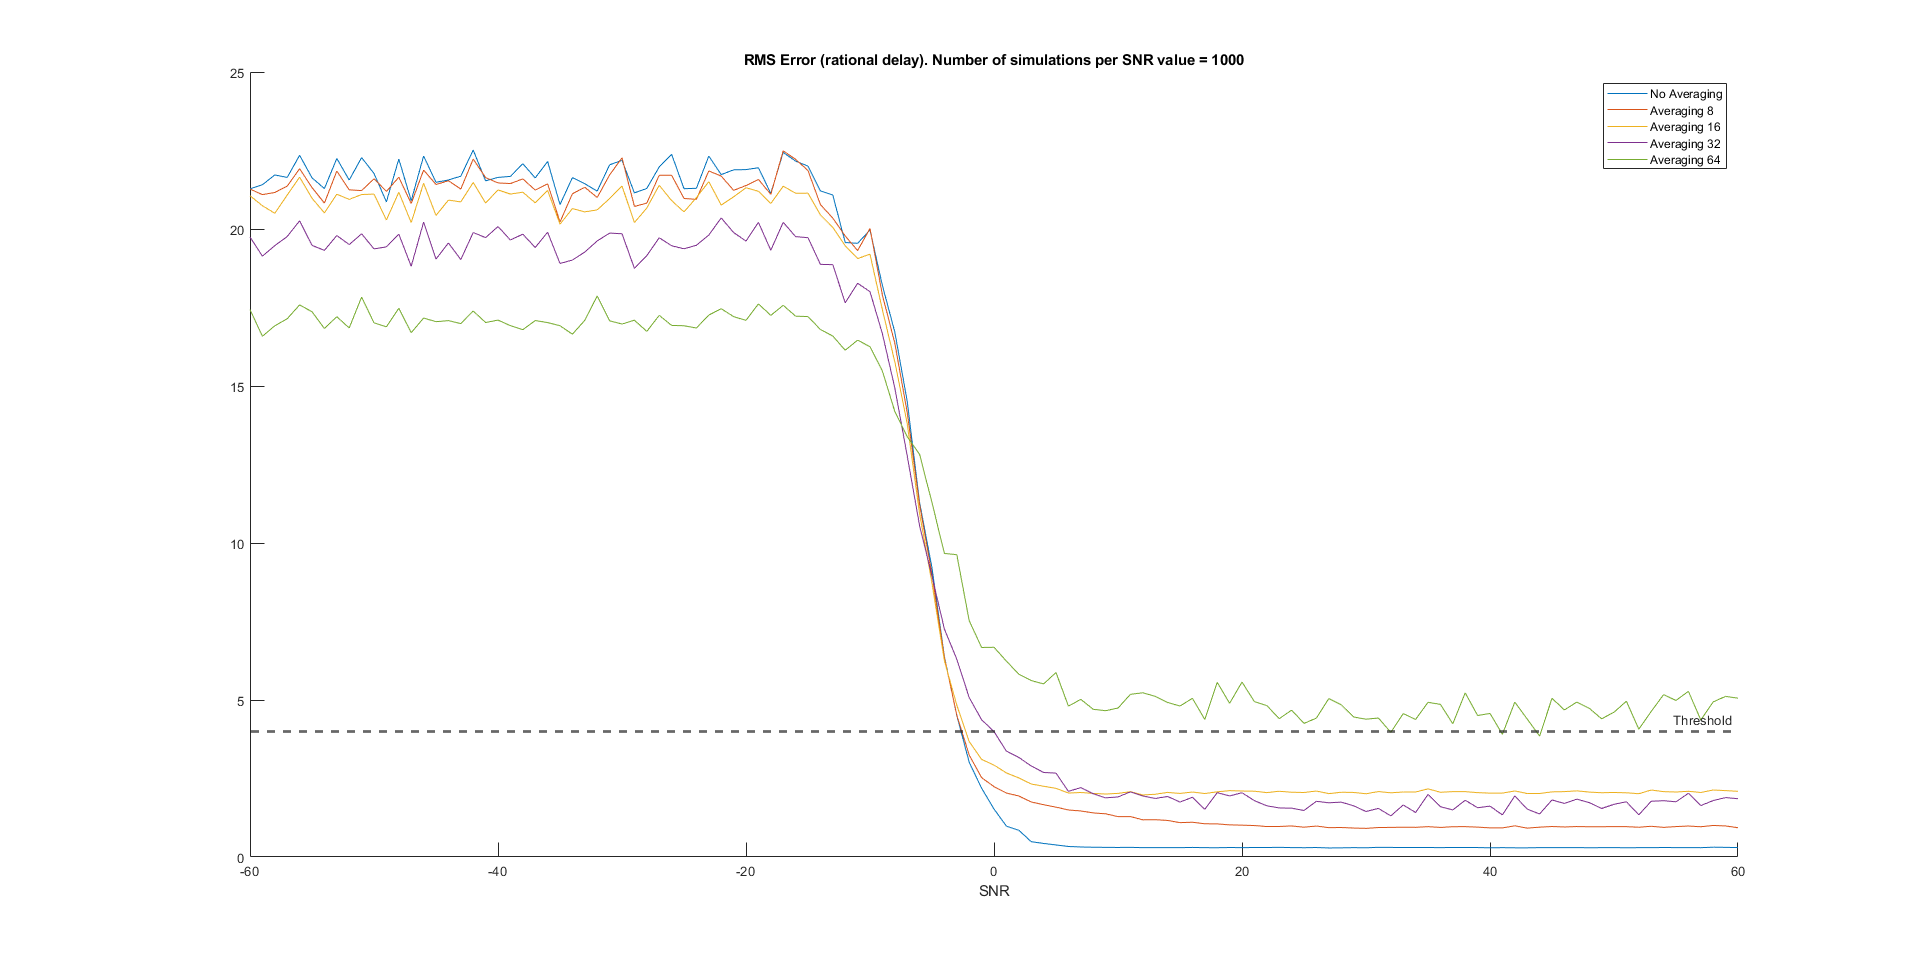 RMS Error (rational delay). Number of simulations per SNR value = 1000
25
No Averaging
Averaging 8
Averaging 16
Averaging 32
Averaging 64
20
15
10
5
Threshold
0
-60
-40
-20
0
20
40
60
SNR